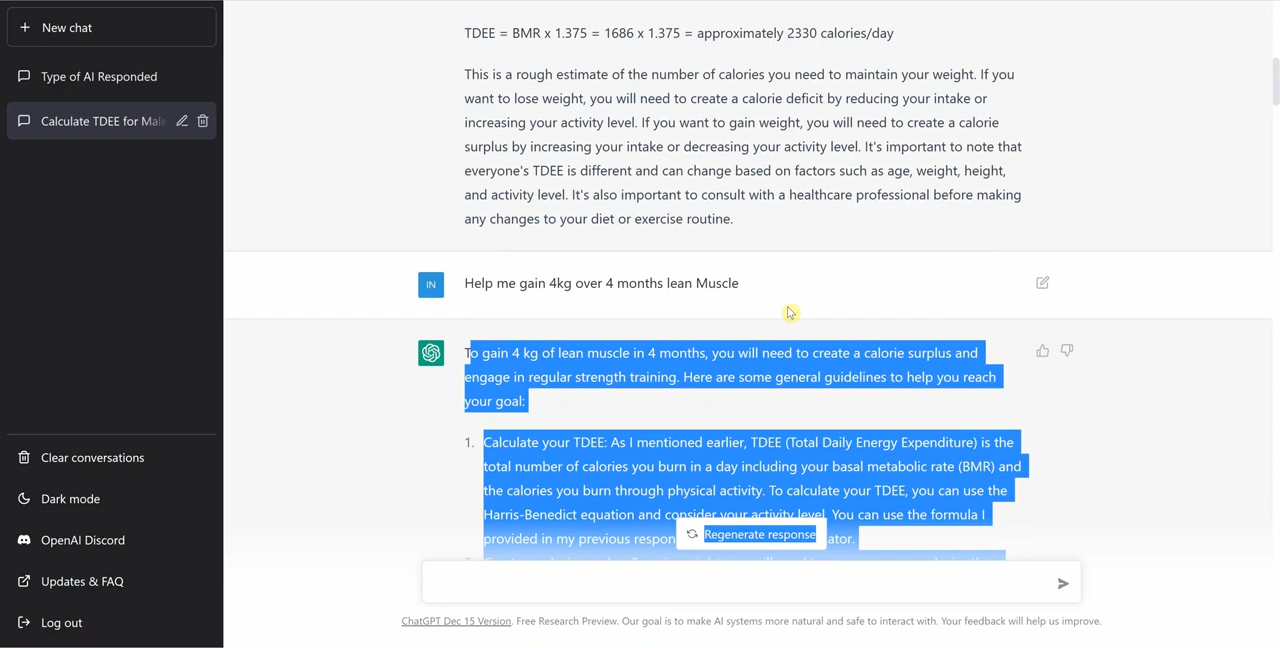 New chat
Type of AI Responded
Calculate TDEE for Male
Clear conversations
Dark mode
OpenAI Discord
Updates & FAQ
Log out
TDEE = BMR x 1.375 = 1686 x 1.375 = approximately 2330 calories/day
This is a rough estimate of the number of calories you need to maintain your weight. If you
want to lose weight, you will need to create a calorie deficit by reducing your intake or
increasing your activity level. If you want to gain weight, you will need to create a calorie
surplus by increasing your intake or decreasing your activity level. It's important to note that
everyone's TDEE is different and can change based on factors such as age, weight, height,
and activity level. It's also important to consult with a healthcare professional before making
any changes to your diet or exercise routine.
IN
Help me gain 4kg over 4 months lean Muscle
To gain 4 kg of lean muscle in 4 months, you will need to create a calorie surplus and
engage in regular strength training. Here are some general guidelines to help you reach
your goal:
1. Calculate your TDEE: As I mentioned earlier, TDEE (Total Daily Energy Expenditure) is the
total number of calories you burn in a day including your basal metabolic rate (BMR) and
the calories you burn through physical activity. To calculate your TDEE, you can use the
Harris-Benedict equation and consider your activity level. You can use the formula I
provided in my previous
Regenerate response
ChatGPT Dec 15 Version. Free Research Preview. Our goal is to make AI systems more natural and safe to interact with. Your feedback will help us improve.